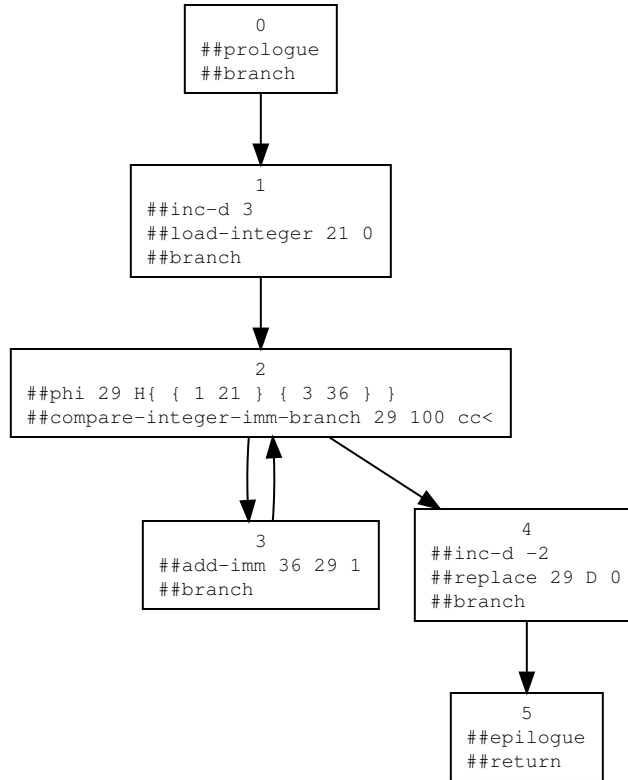 0
##prologue
##branch
1
##inc-d 3
##load-integer 21 0
##branch
2
##phi 29 H{ { 1 21 } { 3 36 } }
##compare-integer-imm-branch 29 100 cc<
3
##add-imm 36 29 1
##branch
4
##inc-d -2
##replace 29 D 0
##branch
5
##epilogue
##return